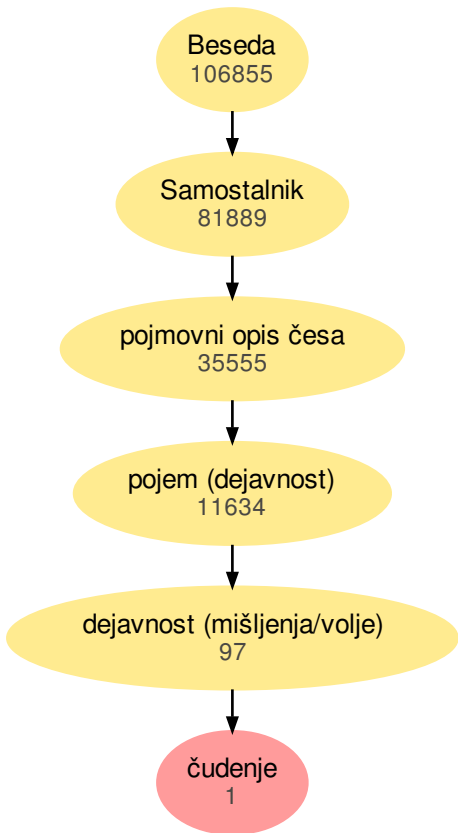 Beseda
106855
Samostalnik
81889
pojmovni opis česa
35555
pojem (dejavnost)
11634
dejavnost (mišljenja/volje)
97
čudenje
1